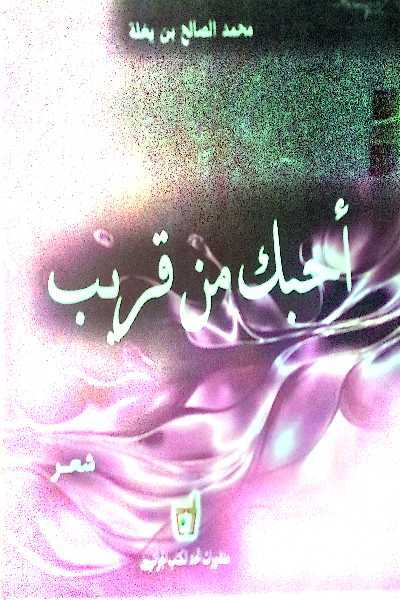 محمد الصالح بن يغلة
أحبك من قريب
شعر